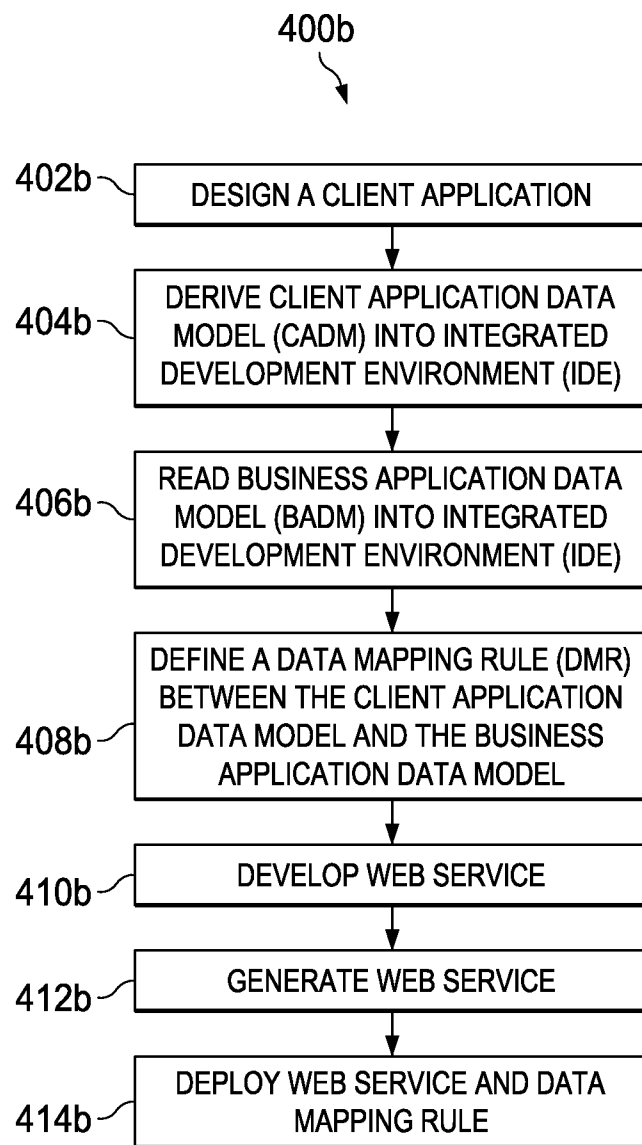 400b
402b
DESIGN A CLIENT APPLICATION
404b
DERIVE CLIENT APPLICATION DATA
MODEL (CADM) INTO INTEGRATED
DEVELOPMENT ENVIRONMENT (IDE)
406b
READ BUSINESS APPLICATION DATA
MODEL (BADM) INTO INTEGRATED
DEVELOPMENT ENVIRONMENT (IDE)
408b
DEFINE A DATA MAPPING RULE (DMR)
BETWEEN THE CLIENT APPLICATION
DATA MODEL AND THE BUSINESS
APPLICATION DATA MODEL
410b
DEVELOP WEB SERVICE
412b
GENERATE WEB SERVICE
414b
DEPLOY WEB SERVICE AND DATA
MAPPING RULE